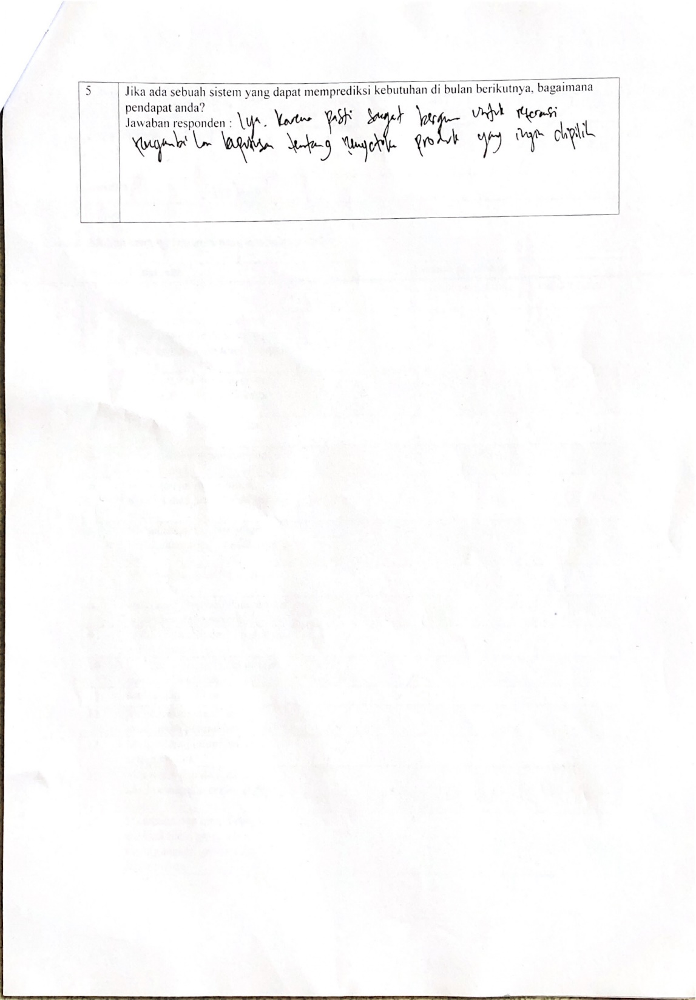 5
Jika ada sebuah sistem yang dapat memprediksi kebutuhan di bulan berikutnya, bagaimana
pendapat anda?
Jawaban responden : Iya. Karena pasti sangat berguna untuk referensi
pengambilan keputusan tentang menyetok produk yang ingin dipilih